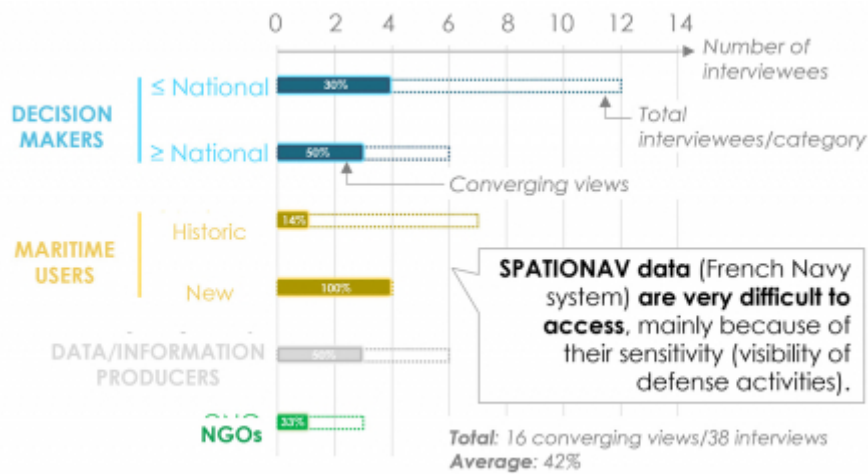 0 2 4 6 8 10 12 14
Number of
interviewees
≤ National
30%
DECISION
MAKERS
Total
interviewees/category
≥ National
50%
Converging views
14%
Historic
MARITIME
USERS
New
100%
SPATIONAV data (French Navy
system) are very difficult to
access, mainly because of
their sensitivity (visibility of
defense activities).
DATA/INFORMATION
PRODUCERS
50%
NGOs
33%
Total: 16 converging views/38 interviews
Average: 42%